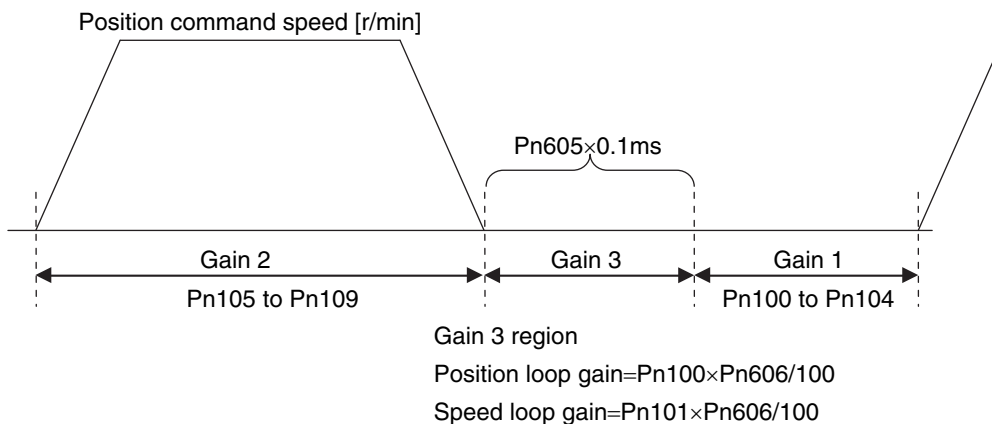 Position command speed [r/min]
Pn605×0.1ms
Gain 2
Gain 3
Gain 1
Pn105 to Pn109
Pn100 to Pn104
Gain 3 region
Position loop gain=Pn100×Pn606/100
Speed loop gain=Pn101×Pn606/100